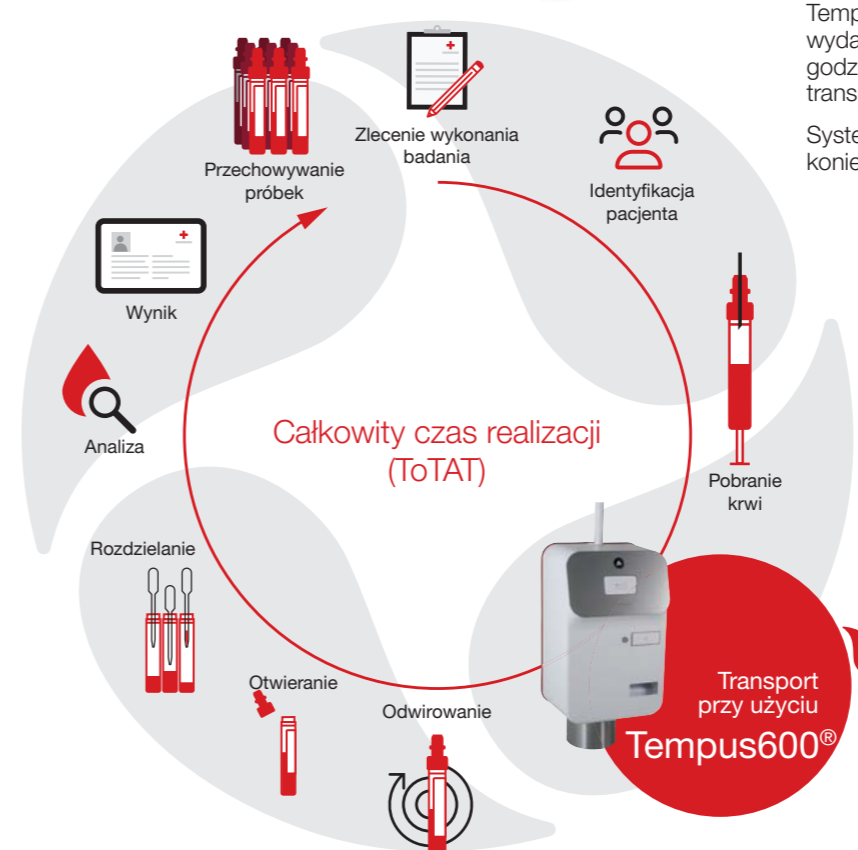 Zlecenie wykonania
badania
Identyfikacja
pacjenta
Pobranie
krwi
Transport
przy użyciu
Tempus600®
Odwirowanie
Otwieranie
Rozdzielanie
Analiza
Wynik
Przechowywanie
próbek
Całkowity czas realizacji
(ToTAT)